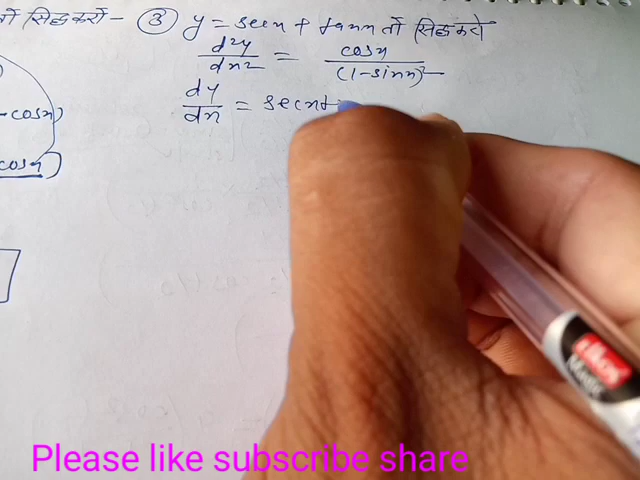 तो सिद्ध करो - ③ y = secx + tanx तो सिद्ध करो
d²y/dx² = cosx/(1-sinx)²
-cosx)
dy/dx = secxt
cosx)
Please like subscribe share